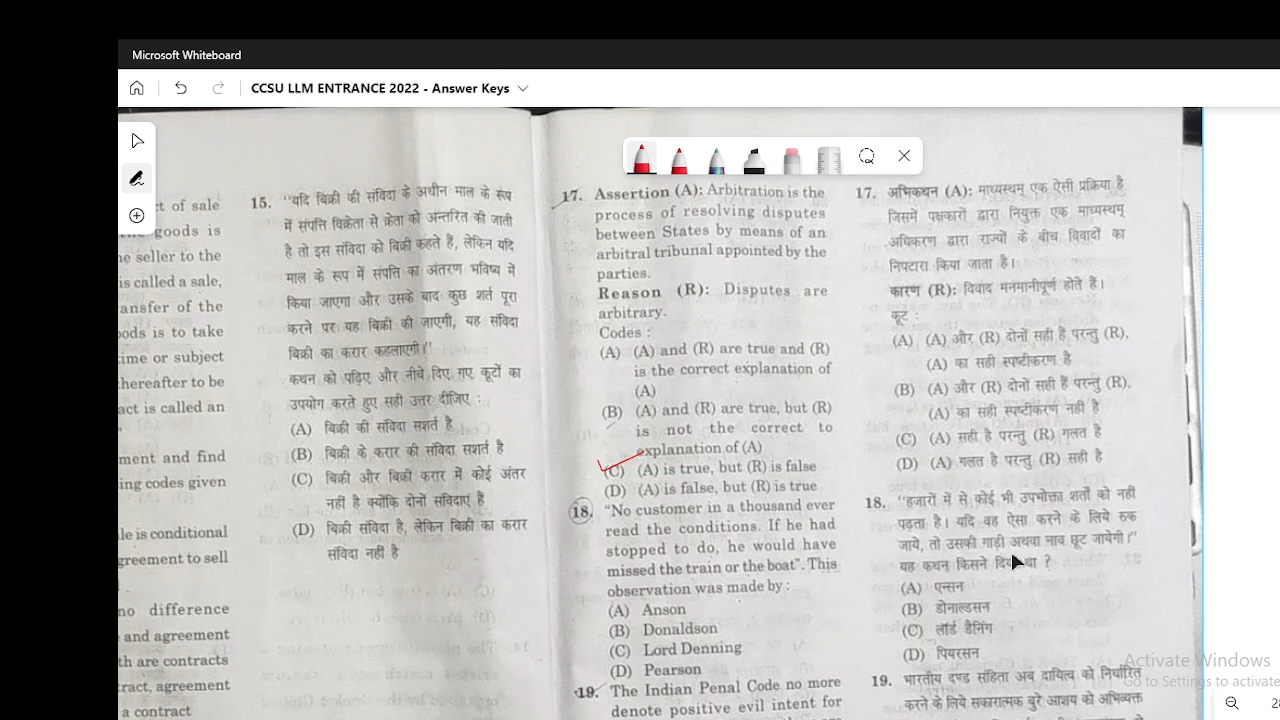 Microsoft Whiteboard
CCSU LLM ENTRANCE 2022 - Answer Keys
ct of sale
goods is
he seller to the
is called a sale,
ansfer of the
ods is to take
time or subject
hereafter to be
act is called an
ment and find
ing codes given
le is conditional
greement to sell
no difference
and agreement
th are contracts
tract, agreement
a contract
15. "यदि बिक्री की संविदा के अधीन माल के रूप
में संपत्ति विक्रेता से क्रेता को अन्तरित की जाती
है तो इस संविदा को बिक्री कहते हैं, लेकिन यदि
माल के रूप में संपत्ति का अंतरण भविष्य में
किया जाएगा और उसके बाद कुछ शर्त पूरा
करने पर यह बिक्री की जाएगी, यह संविदा
बिक्री का करार कहलाएगी।"
कथन को पढ़िए और नीचे दिए गए कूटों का
उपयोग करते हुए सही उत्तर दीजिए :
(A) बिक्री की संविदा सशर्त है
(B) बिक्री के करार की संविदा सशर्त है
(C) बिक्री और बिक्री करार में कोई अंतर
नहीं है क्योंकि दोनों संविदाएं हैं
(D) बिक्री संविदा है, लेकिन बिक्री का करार
संविदा नहीं है
17. Assertion (A): Arbitration is the
process of resolving disputes
between States by means of an
arbitral tribunal appointed by the
parties.
Reason (R): Disputes are
arbitrary.
Codes :
(A) (A) and (R) are true and (R)
is the correct explanation of
(A)
(B) (A) and (R) are true, but (R)
is not the correct to
explanation of (A)
(C) (A) is true, but (R) is false
(D) (A) is false, but (R) is true
18. "No customer in a thousand ever
read the conditions. If he had
stopped to do, he would have
missed the train or the boat". This
observation was made by :
(A) Anson
(B) Donaldson
(C) Lord Denning
(D) Pearson
19. The Indian Penal Code no more
denote positive evil intent for
17. अभिकथन (A): माध्यस्थम् एक ऐसी प्रक्रिया है
जिसमें पक्षकारों द्वारा नियुक्त एक माध्यस्थम्
अधिकरण द्वारा राज्यों के बीच विवादों का
निपटारा किया जाता है।
कारण (R): विवाद मनमानीपूर्ण होते हैं।
कूट :
(A) (A) और (R) दोनों सही हैं परन्तु (R),
(A) का सही स्पष्टीकरण है
(B) (A) और (R) दोनों सही हैं परन्तु (R),
(A) का सही स्पष्टीकरण नही है
(C) (A) सही है परन्तु (R) गलत है
(D) (A) गलत है परन्तु (R) सही है
18. "हजारों में से कोई भी उपभोक्ता शर्तों को नहीं
पढ़ता है। यदि वह ऐसा करने के लिये रुक
जाये, तो उसकी गाड़ी अथवा नाव छूट जायेगी।"
यह कथन किसने था ?
(A) एन्सन
(B) डोनाल्डसन
(C) लॉर्ड डैनिंग
(D) पियरसन
19. भारतीय दण्ड संहिता अब दायित्व को निर्धारित
करने के लिये सकारात्मक बुरे आशय को अभिव्यक्त
Activate Windows
Go to Settings to activate